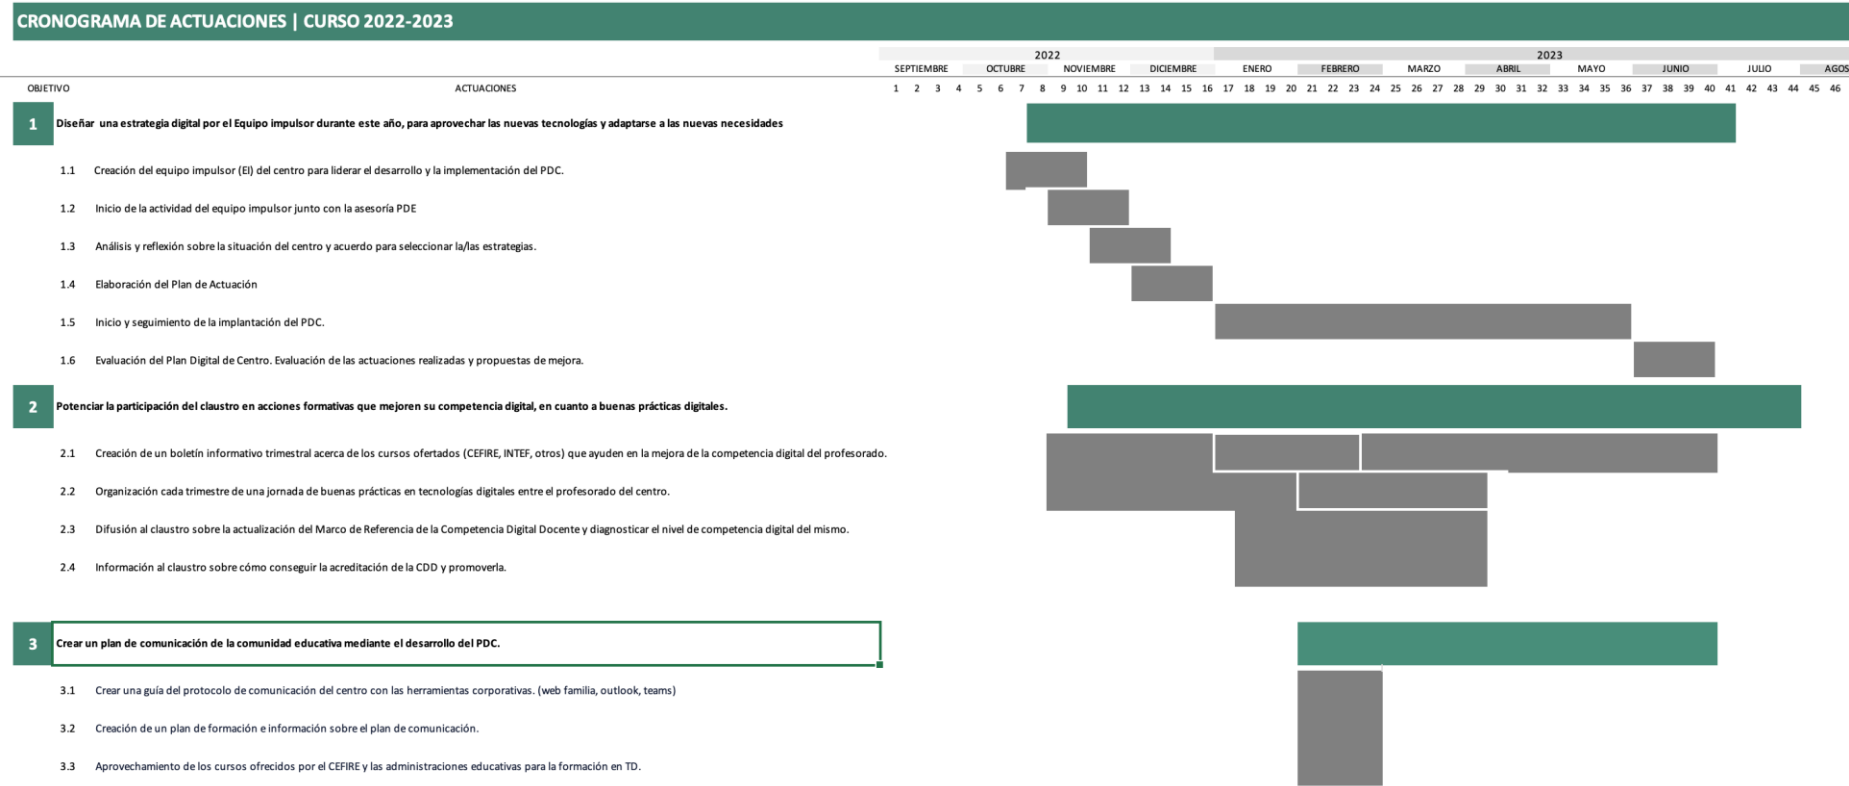 CRONOGRAMA DE ACTUACIONES | CURSO 2022-2023
2022 2023
SEPTIEMBRE OCTUBRE NOVIEMBRE DICIEMBRE ENERO FEBRERO MARZO ABRIL MAYO JUNIO JULIO AGOS
OBJETIVO ACTUACIONES 1 2 3 4 5 6 7 8 9 10 11 12 13 14 15 16 17 18 19 20 21 22 23 24 25 26 27 28 29 30 31 32 33 34 35 36 37 38 39 40 41 42 43 44 45 46
1 Diseñar una estrategia digital por el Equipo impulsor durante este año, para aprovechar las nuevas tecnologías y adaptarse a las nuevas necesidades
1.1 Creación del equipo impulsor (EI) del centro para liderar el desarrollo y la implementación del PDC.
1.2 Inicio de la actividad del equipo impulsor junto con la asesoría PDE
1.3 Análisis y reflexión sobre la situación del centro y acuerdo para seleccionar la/las estrategias.
1.4 Elaboración del Plan de Actuación
1.5 Inicio y seguimiento de la implantación del PDC.
1.6 Evaluación del Plan Digital de Centro. Evaluación de las actuaciones realizadas y propuestas de mejora.
2 Potenciar la participación del claustro en acciones formativas que mejoren su competencia digital, en cuanto a buenas prácticas digitales.
2.1 Creación de un boletín informativo trimestral acerca de los cursos ofertados (CEFIRE, INTEF, otros) que ayuden en la mejora de la competencia digital del profesorado.
2.2 Organización cada trimestre de una jornada de buenas prácticas en tecnologías digitales entre el profesorado del centro.
2.3 Difusión al claustro sobre la actualización del Marco de Referencia de la Competencia Digital Docente y diagnosticar el nivel de competencia digital del mismo.
2.4 Información al claustro sobre cómo conseguir la acreditación de la CDD y promoverla.
3 Crear un plan de comunicación de la comunidad educativa mediante el desarrollo del PDC.
3.1 Crear una guía del protocolo de comunicación del centro con las herramientas corporativas. (web familia, outlook, teams)
3.2 Creación de un plan de formación e información sobre el plan de comunicación.
3.3 Aprovechamiento de los cursos ofrecidos por el CEFIRE y las administraciones educativas para la formación en TD.